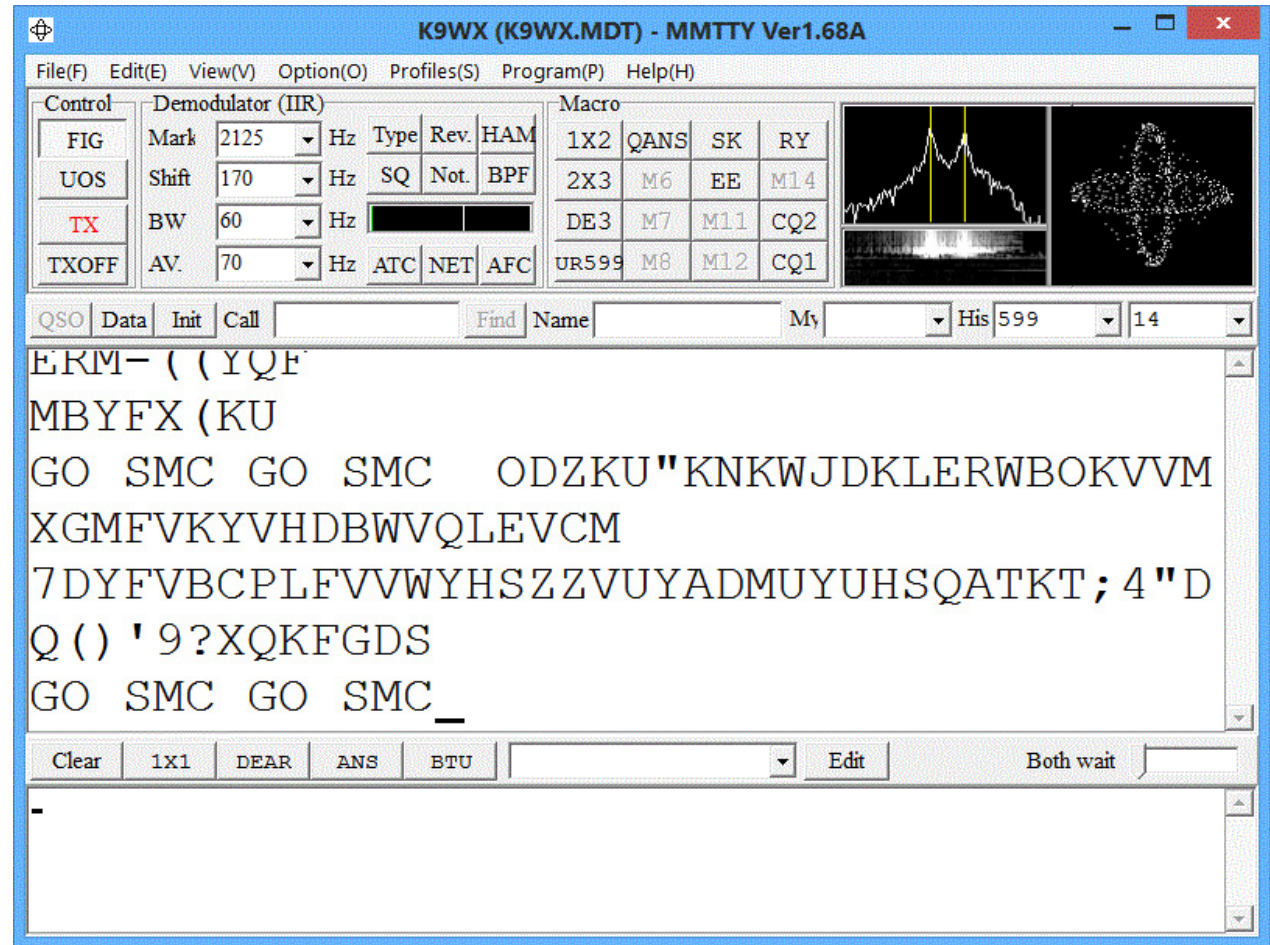 K9WX (K9WX.MDT) - MMTTY Ver1.68A
File(F) Edit(E) View(V) Option(O) Profiles(S) Program(P) Help(H)
Control Demodulator (IIR) Macro
FIG Mark 2125 Hz Type Rev. HAM 1X2 QANS SK RY
UOS Shift 170 Hz SQ Not. BPF 2X3 M6 EE M14
TX BW 60 Hz DE3 M7 M11 CQ2
TXOFF AV. 70 Hz ATC NET AFC UR599 M8 M12 CQ1
QSO Data Init Call Find Name My His 599 14
ERM-((YQF
MBYFX(KU
GO SMC GO SMC  ODZKU"KNKWJDKLERWBOKVVM
XGMFVKYVHDBWVQLEVCM
7DYFVBCPLFVVWYHSZZVUYADMUYUHSQATKT;4"D
Q()'9?XQKFGDS
GO SMC GO SMC_
Clear 1X1 DEAR ANS BTU Edit Both wait